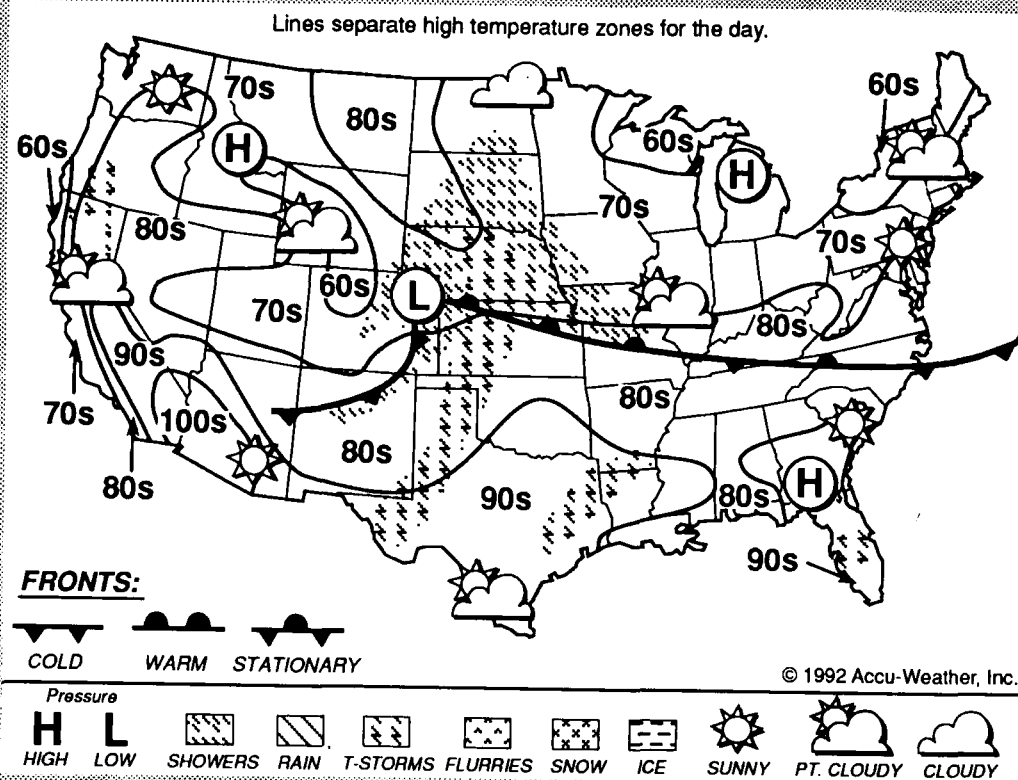 Lines separate high temperature zones for the day.
70s
60s
80s
60s
H
60s
H
70s
80s
70s
60s
L
70s
80s
90s
80s
70s
100s
80s
80s
90s
80s
H
90s
FRONTS:
COLD
WARM
STATIONARY
© 1992 Accu-Weather, Inc.
Pressure
H
L
HIGH
LOW
SHOWERS
RAIN
T-STORMS
FLURRIES
SNOW
ICE
SUNNY
PT. CLOUDY
CLOUDY